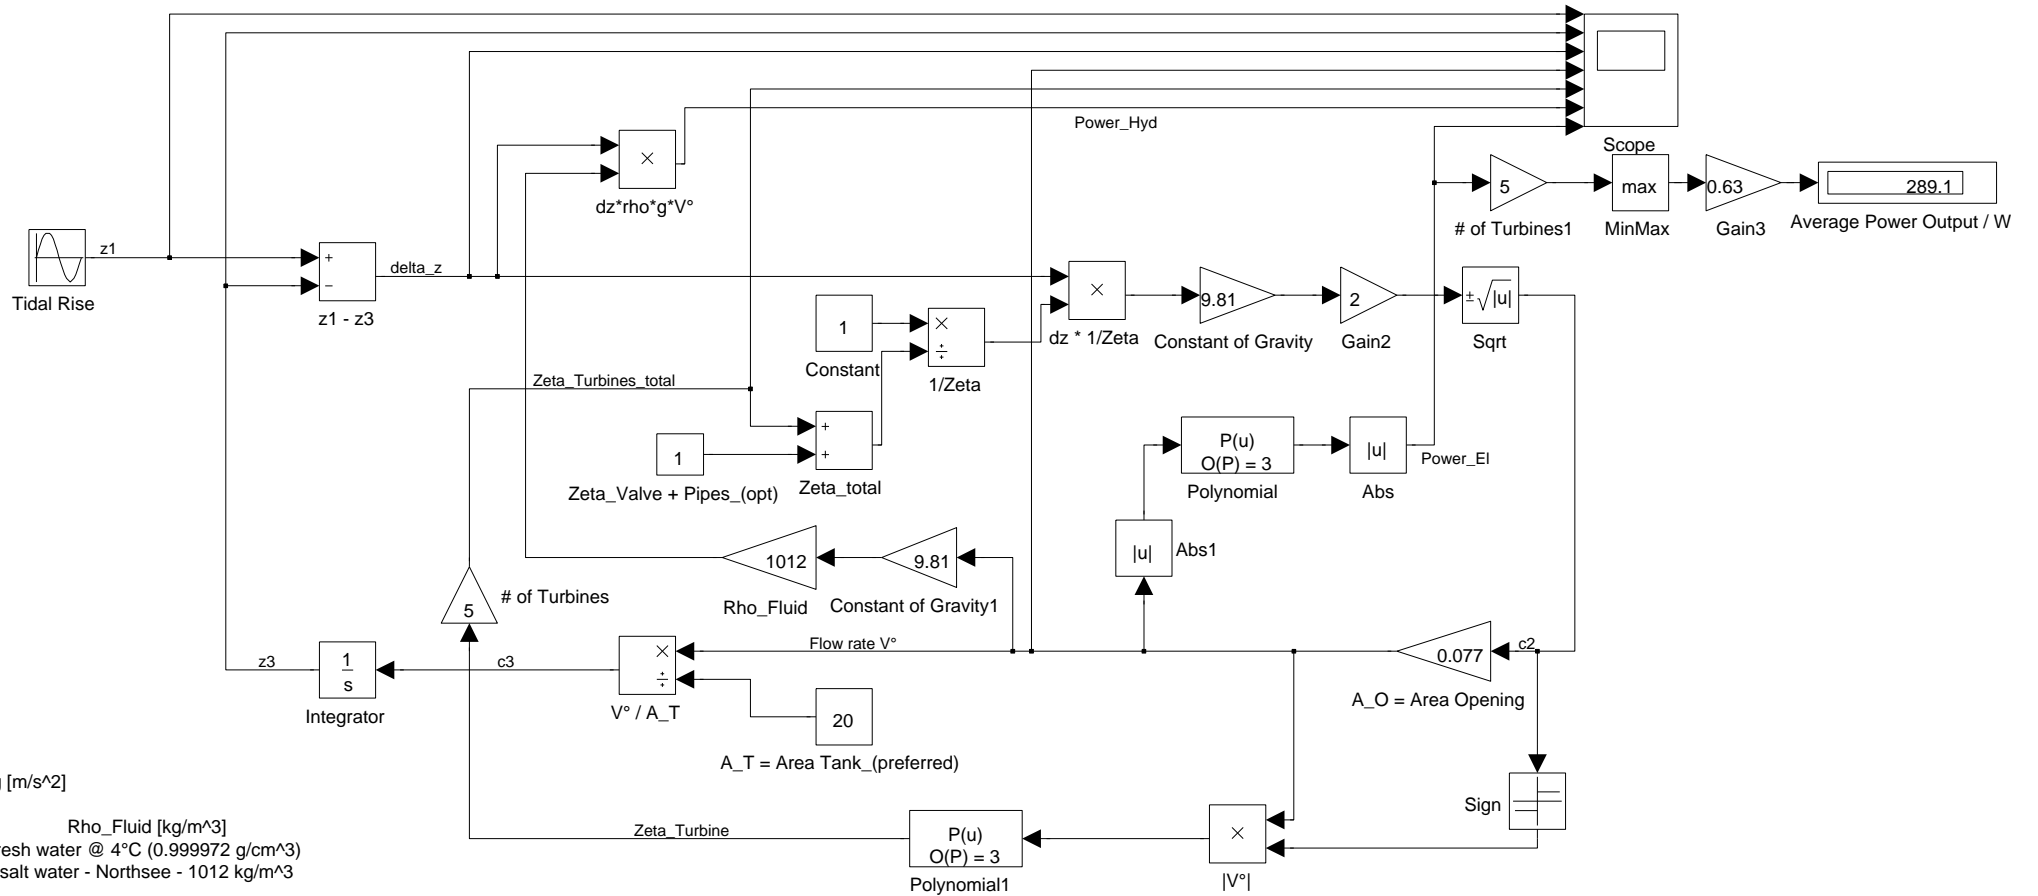 Scope
Power_Hyd
×
dz*rho*g*V°
5
# of Turbines1
max
MinMax
0.63
Gain3
289.1
Average Power Output / W
z1
Tidal Rise
+
−
z1 - z3
delta_z
×
dz * 1/Zeta
9.81
Constant of Gravity
2
Gain2
±√|u|
Sqrt
1
Constant
×
÷
1/Zeta
Zeta_Turbines_total
1
Zeta_Valve + Pipes_(opt)
+
+
Zeta_total
P(u)
O(P) = 3
Polynomial
|u|
Abs
Power_El
|u|
Abs1
1012
Rho_Fluid
9.81
Constant of Gravity1
5
# of Turbines
z3
1
s
Integrator
c3
×
÷
V° / A_T
Flow rate V°
20
A_T = Area Tank_(preferred)
0.077
A_O = Area Opening
c2
Sign
×
|V°|
P(u)
O(P) = 3
Polynomial1
Zeta_Turbine
[m/s^2]
Rho_Fluid [kg/m^3]
resh water @ 4°C (0.999972 g/cm^3)
salt water - Northsee - 1012 kg/m^3